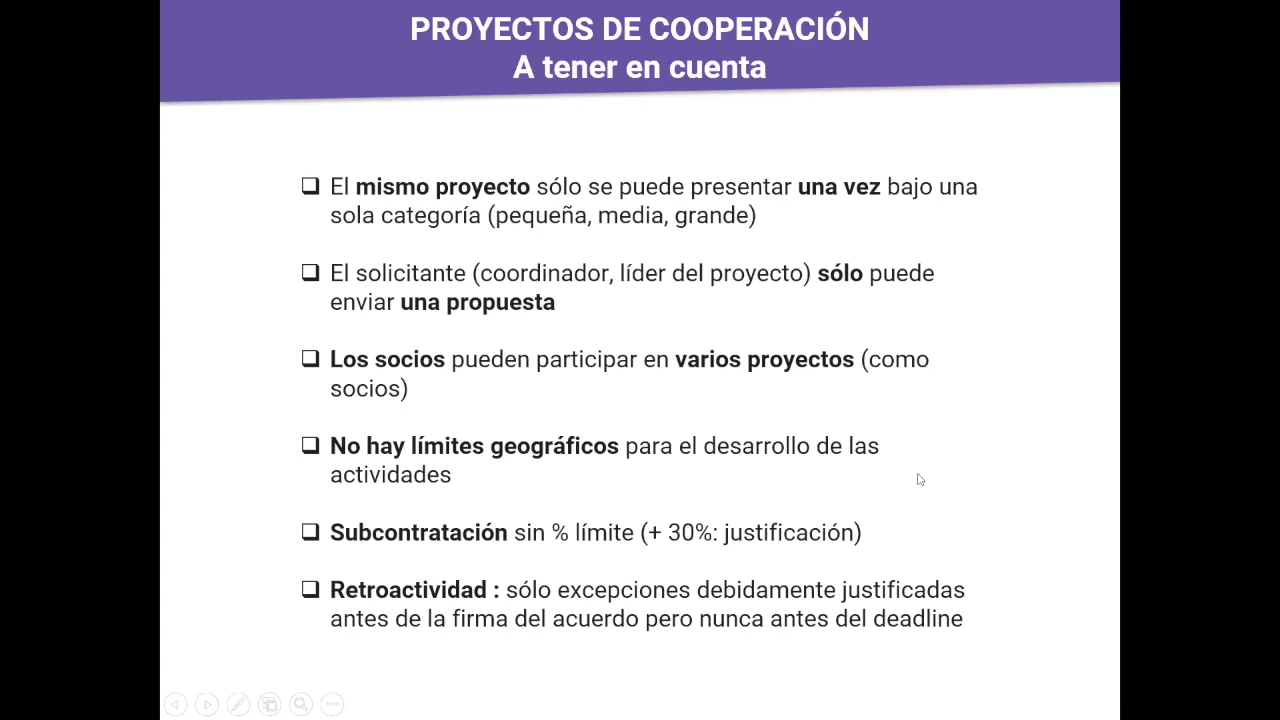 PROYECTOS DE COOPERACIÓN
A tener en cuenta
❑ El mismo proyecto sólo se puede presentar una vez bajo una
sola categoría (pequeña, media, grande)
❑ El solicitante (coordinador, líder del proyecto) sólo puede
enviar una propuesta
❑ Los socios pueden participar en varios proyectos (como
socios)
❑ No hay límites geográficos para el desarrollo de las
actividades
❑ Subcontratación sin % límite (+ 30%: justificación)
❑ Retroactividad : sólo excepciones debidamente justificadas
antes de la firma del acuerdo pero nunca antes del deadline